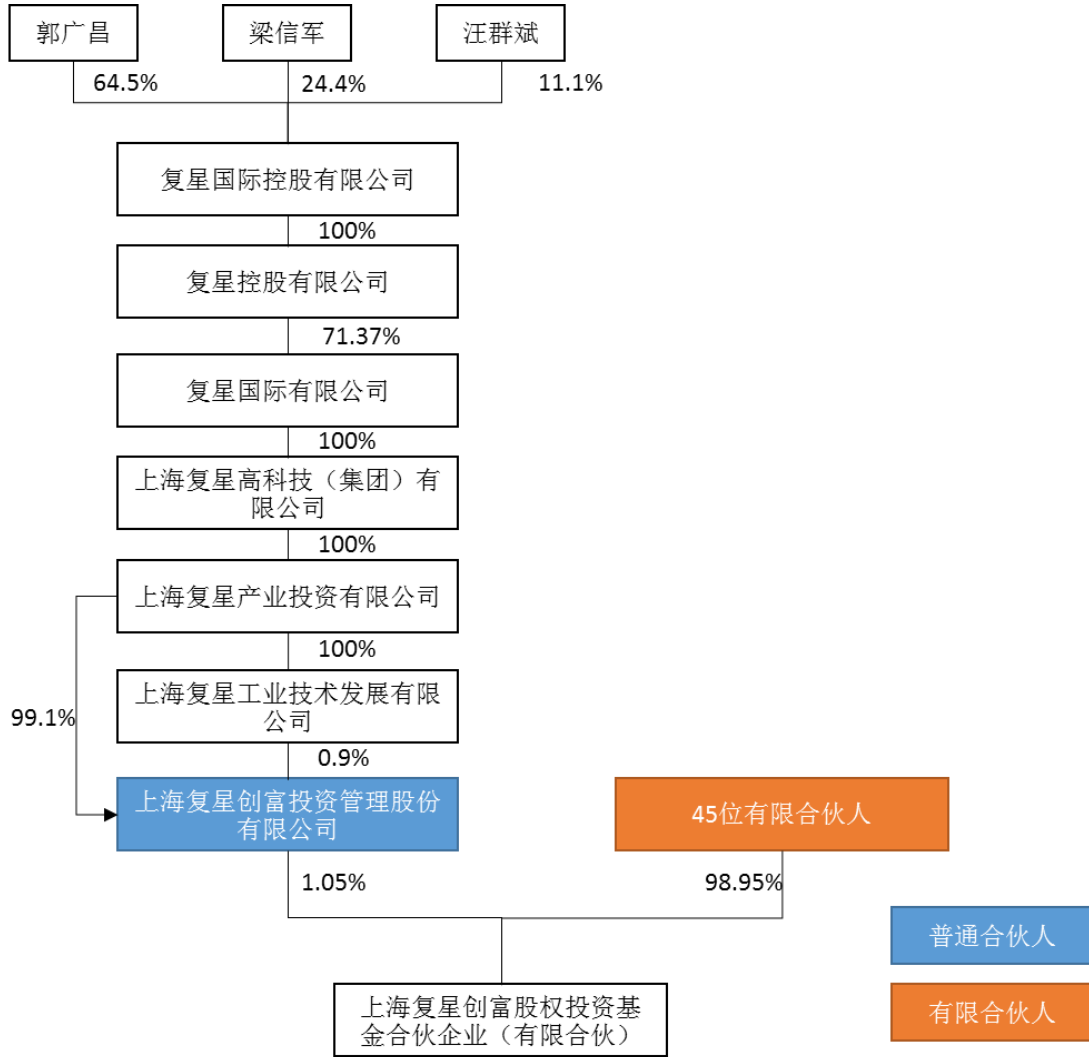 郭广昌
梁信军
汪群斌
64.5%
24.4%
11.1%
复星国际控股有限公司
100%
复星控股有限公司
71.37%
复星国际有限公司
100%
上海复星高科技（集团）有
限公司
100%
上海复星产业投资有限公司
100%
上海复星工业技术发展有限
公司
99.1%
0.9%
上海复星创富投资管理股份
有限公司
45位有限合伙人
1.05%
98.95%
普通合伙人
上海复星创富股权投资基
金合伙企业（有限合伙）
有限合伙人